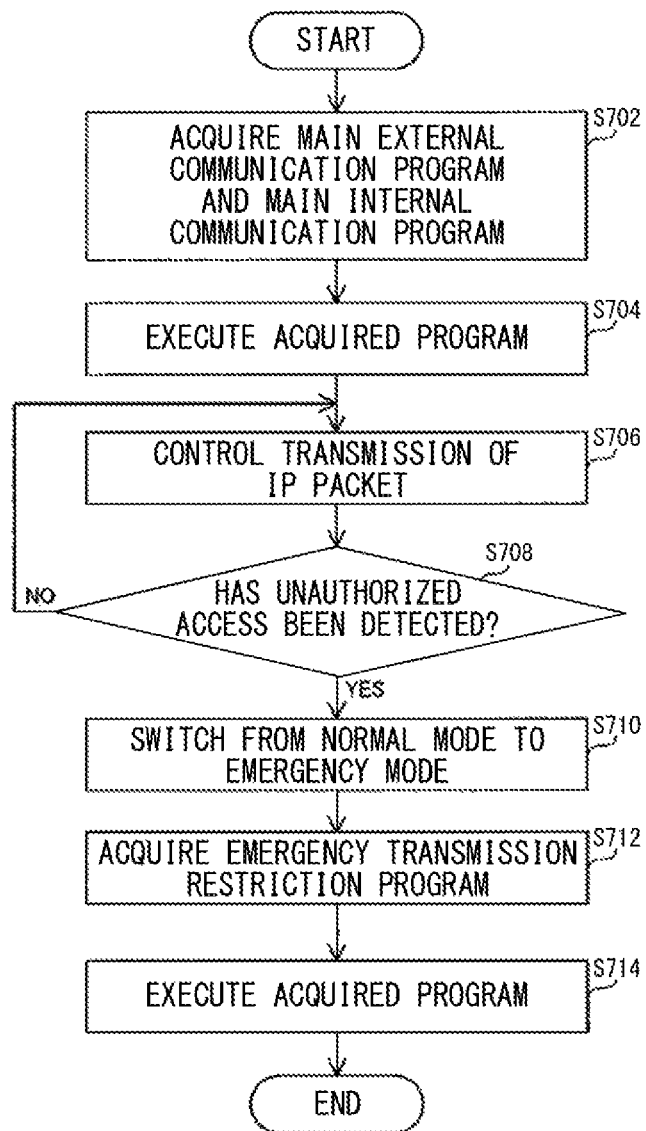 START
S702
ACQUIRE MAIN EXTERNAL
COMMUNICATION PROGRAM
AND MAIN INTERNAL
COMMUNICATION PROGRAM
S704
EXECUTE ACQUIRED PROGRAM
S706
CONTROL TRANSMISSION OF
IP PACKET
S708
HAS UNAUTHORIZED
ACCESS BEEN DETECTED?
NO
YES
S710
SWITCH FROM NORMAL MODE TO
EMERGENCY MODE
S712
ACQUIRE EMERGENCY TRANSMISSION
RESTRICTION PROGRAM
S714
EXECUTE ACQUIRED PROGRAM
END